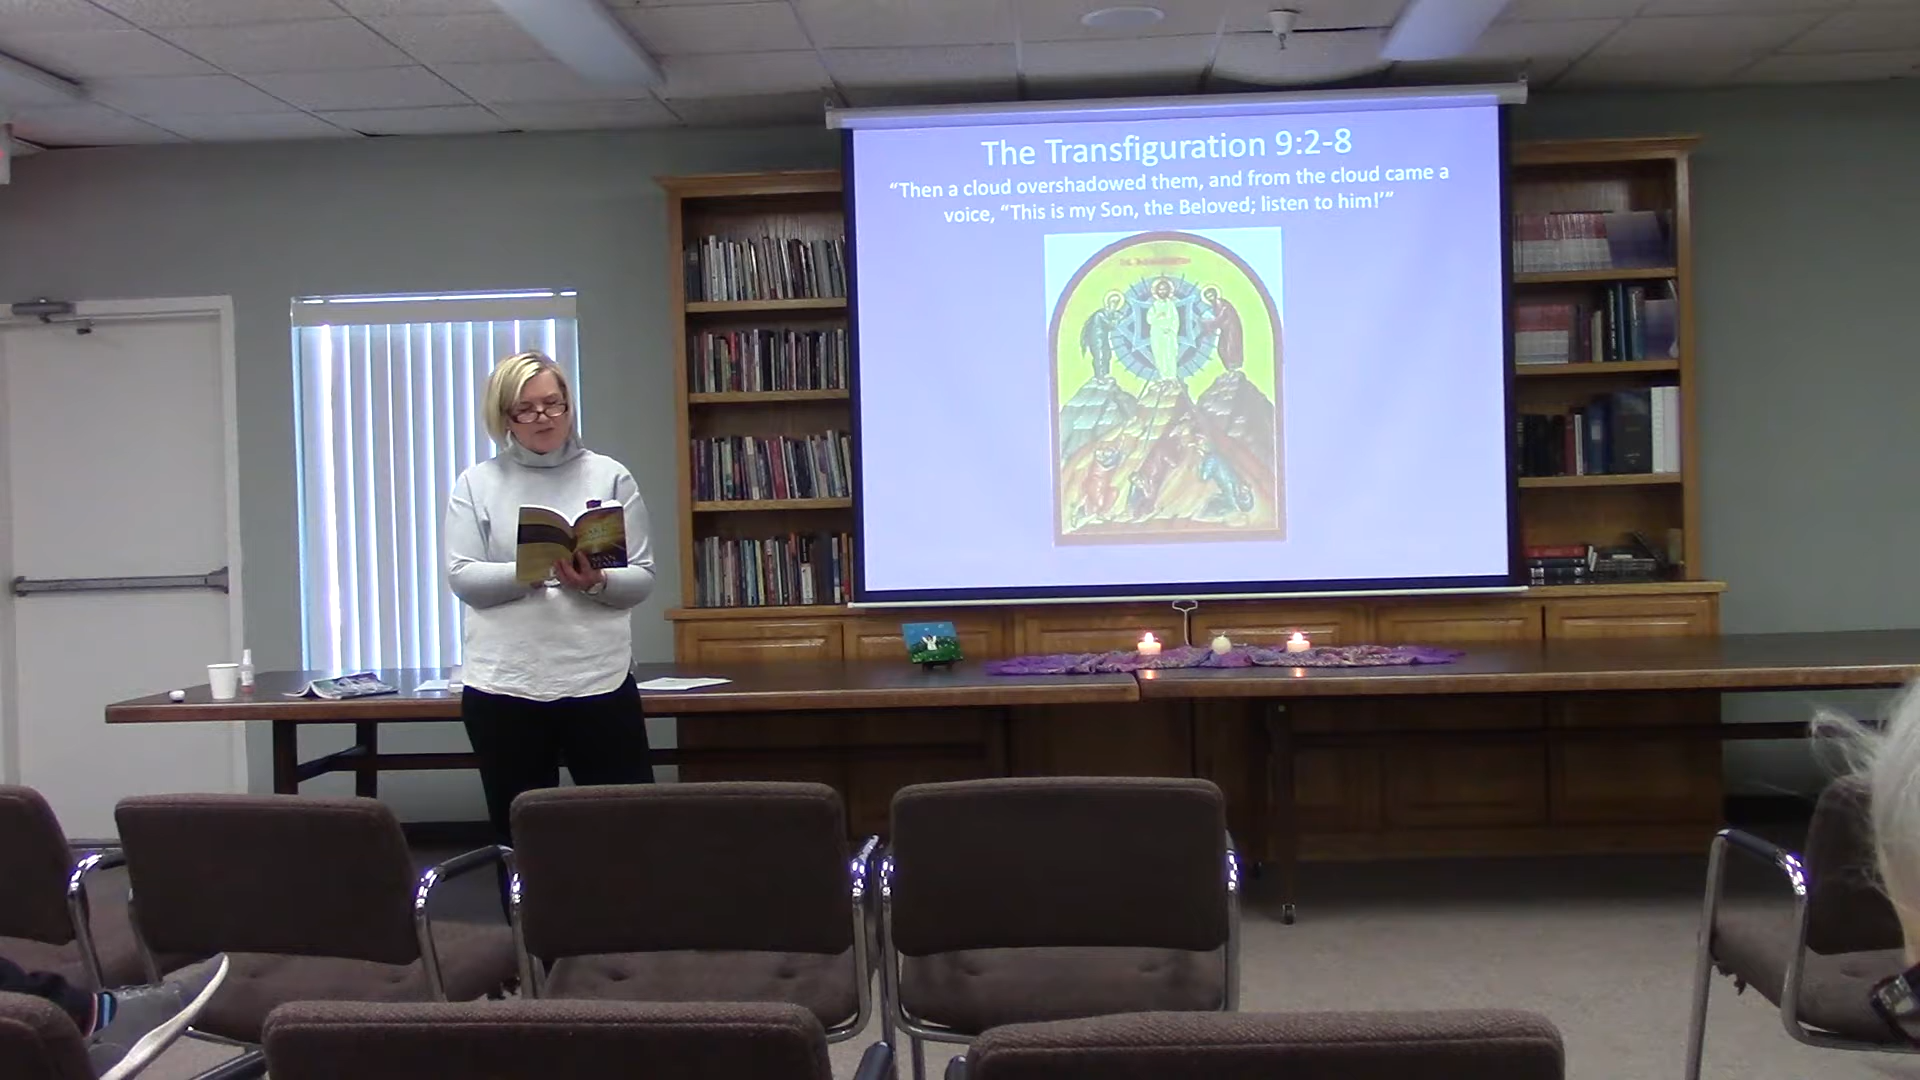 The Transfiguration 9:2-8
“Then a cloud overshadowed them, and from the cloud came a
voice, “This is my Son, the Beloved; listen to him!’”